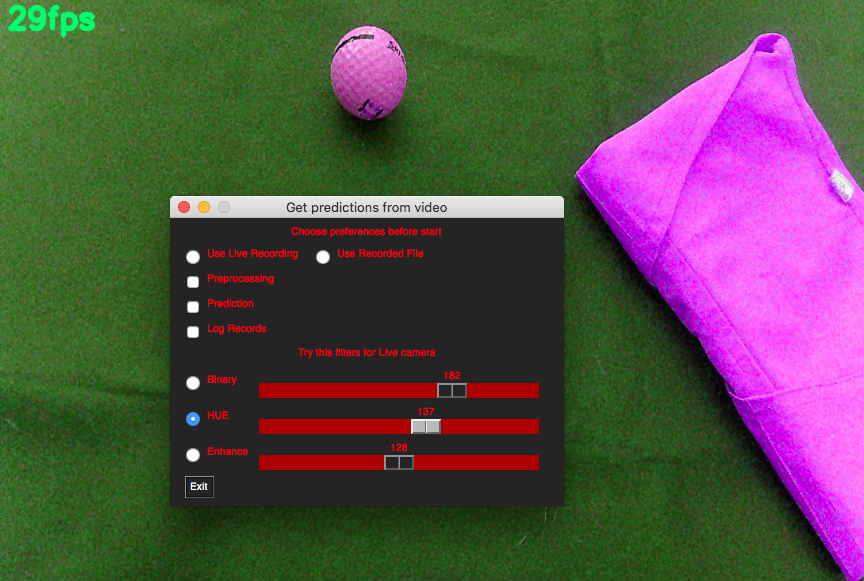 29fps
Get predictions from video
Choose preferences before start
Use Live Recording Use Recorded File
Preprocessing
Prediction
Log Records
Try this filters for Live camera
182
Binary
137
HUE
128
Enhance
Exit